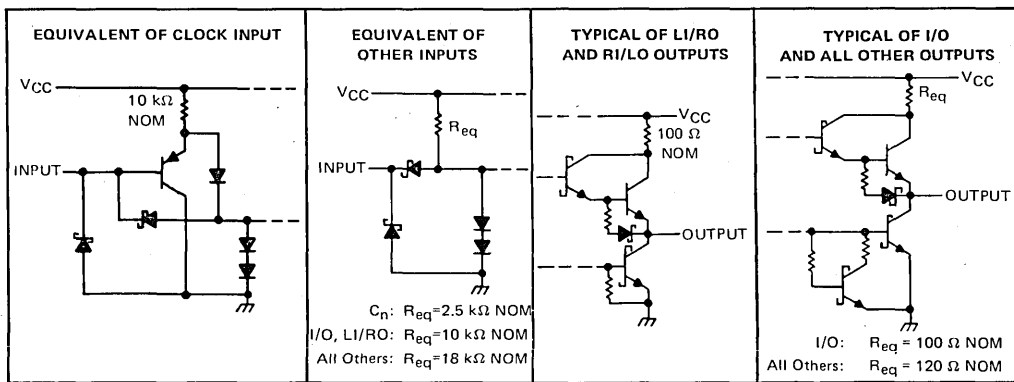 EQUIVALENT OF CLOCK INPUT
VCC
10 kΩ
NOM
INPUT
EQUIVALENT OF
OTHER INPUTS
VCC
Req
INPUT
Cn: Req=2.5 kΩ NOM
I/O, LI/RO: Req=10 kΩ NOM
All Others: Req=18 kΩ NOM
TYPICAL OF LI/RO
AND RI/LO OUTPUTS
VCC
100 Ω
NOM
OUTPUT
TYPICAL OF I/O
AND ALL OTHER OUTPUTS
VCC
Req
OUTPUT
I/O: Req = 100 Ω NOM
All Others: Req = 120 Ω NOM